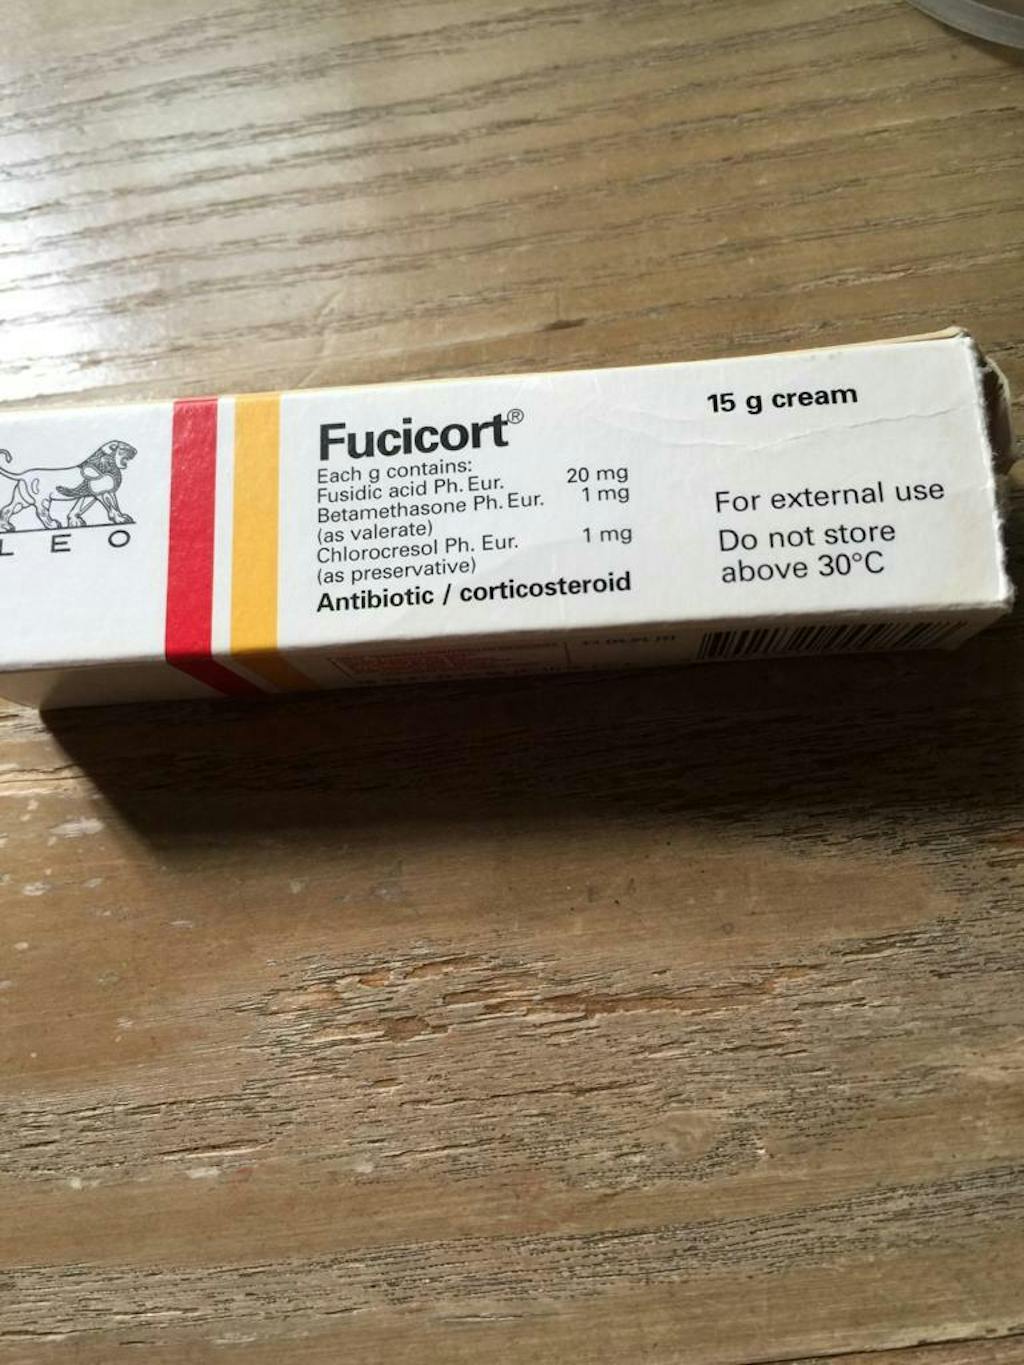 LEO
Fucicort®
15 g cream
Each g contains:
Fusidic acid Ph. Eur. 20 mg
Betamethasone Ph. Eur. 1 mg
(as valerate)
Chlorocresol Ph. Eur. 1 mg
(as preservative)
Antibiotic / corticosteroid
For external use
Do not store
above 30°C